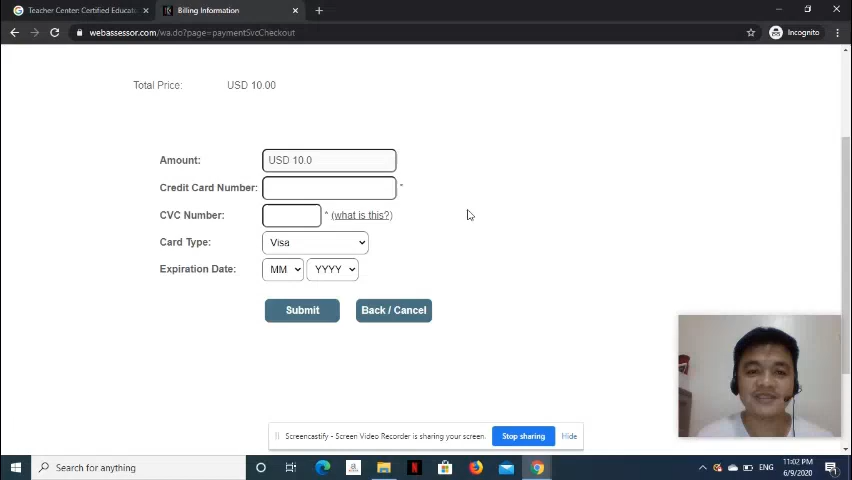 Teacher Center: Certified Educato
Billing Information
webassessor.com/wa.do?page=paymentSvcCheckout
Incognito
Total Price: USD 10.00
Amount: USD 10.0
Credit Card Number: *
CVC Number: * (what is this?)
Card Type: Visa
Expiration Date: MM YYYY
Submit Back / Cancel
Screencastify - Screen Video Recorder is sharing your screen. Stop sharing Hide
Search for anything
ENG
11:02 PM
6/9/2020